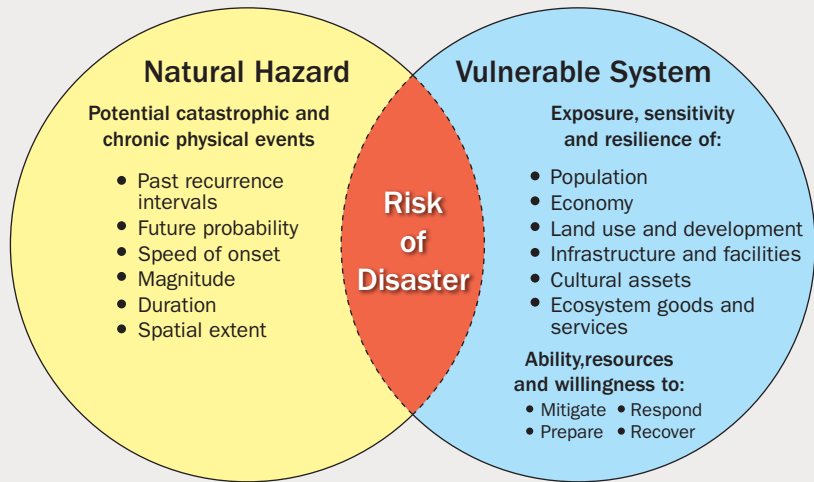 Natural Hazard
Potential catastrophic and
chronic physical events
• Past recurrence
intervals
• Future probability
• Speed of onset
• Magnitude
• Duration
• Spatial extent
Risk
of
Disaster
Vulnerable System
Exposure, sensitivity
and resilience of:
• Population
• Economy
• Land use and development
• Infrastructure and facilities
• Cultural assets
• Ecosystem goods and
services
Ability,resources
and willingness to:
• Mitigate • Respond
• Prepare • Recover